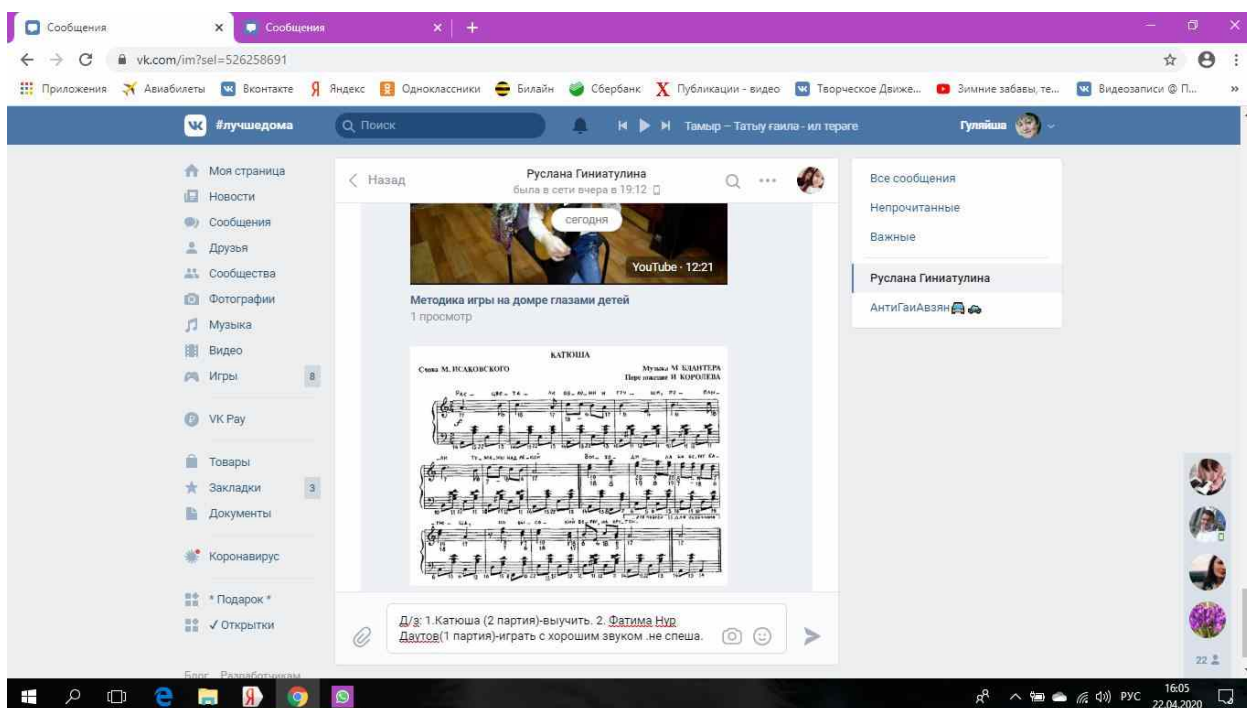 Сообщения
Сообщения
vk.com/im?sel=526258691
Приложения Авиабилеты Вконтакте Яндекс Одноклассники Билайн Сбербанк Публикации - видео Творческое Движе... Зимние забавы, те... Видеозаписи @ П...
#лучшедома
Поиск
Тамыр – Татыу ғаилә - ил терәге
Гуляйша
Моя страница
Новости
Сообщения
Друзья
Сообщества
Фотографии
Музыка
Видео
Игры 8
VK Pay
Товары
Закладки 3
Документы
Коронавирус
* Подарок *
✓ Открытки
Блог Разработчикам
Назад
Руслана Гиниатулина
была в сети вчера в 19:12
сегодня
YouTube · 12:21
Методика игры на домре глазами детей
1 просмотр
КАТЮША
Слова М. ИСАКОВСКОГО
Музыка М БЛАНТЕРА
И КОРОЛЕВА
Д/з: 1.Катюша (2 партия)-выучить. 2. Фатима Нур
Даутов(1 партия)-играть с хорошим звуком .не спеша.
Все сообщения
Непрочитанные
Важные
Руслана Гиниатулина
АнтиГаиАвзян
22
РУС
16:05
22.04.2020